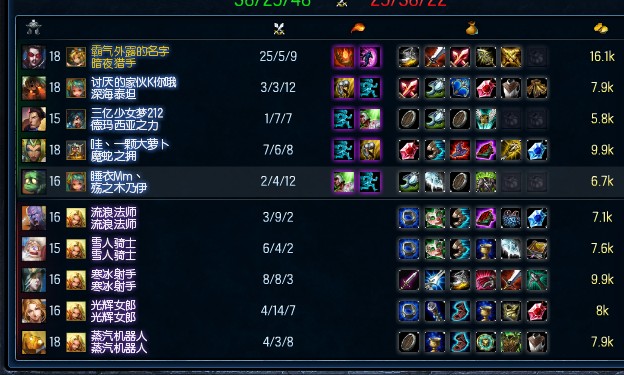 38/25/46 25/38/22
霸气外露的名字
18 暗夜猎手 25/5/9 16.1k
讨厌的家伙K你哦
18 深海泰坦 3/3/12 7.9k
三亿少女梦212
15 德玛西亚之力 1/7/7 5.8k
哇、一颗大萝卜
18 魔蛇之拥 7/6/8 9.9k
睡衣Mm、
16 殇之木乃伊 2/4/12 6.7k
流浪法师
16 流浪法师 3/9/2 7.1k
雪人骑士
15 雪人骑士 6/4/2 7.6k
寒冰射手
16 寒冰射手 8/8/3 9.9k
光辉女郎
16 光辉女郎 4/14/7 8k
蒸汽机器人
18 蒸汽机器人 4/3/8 7.9k